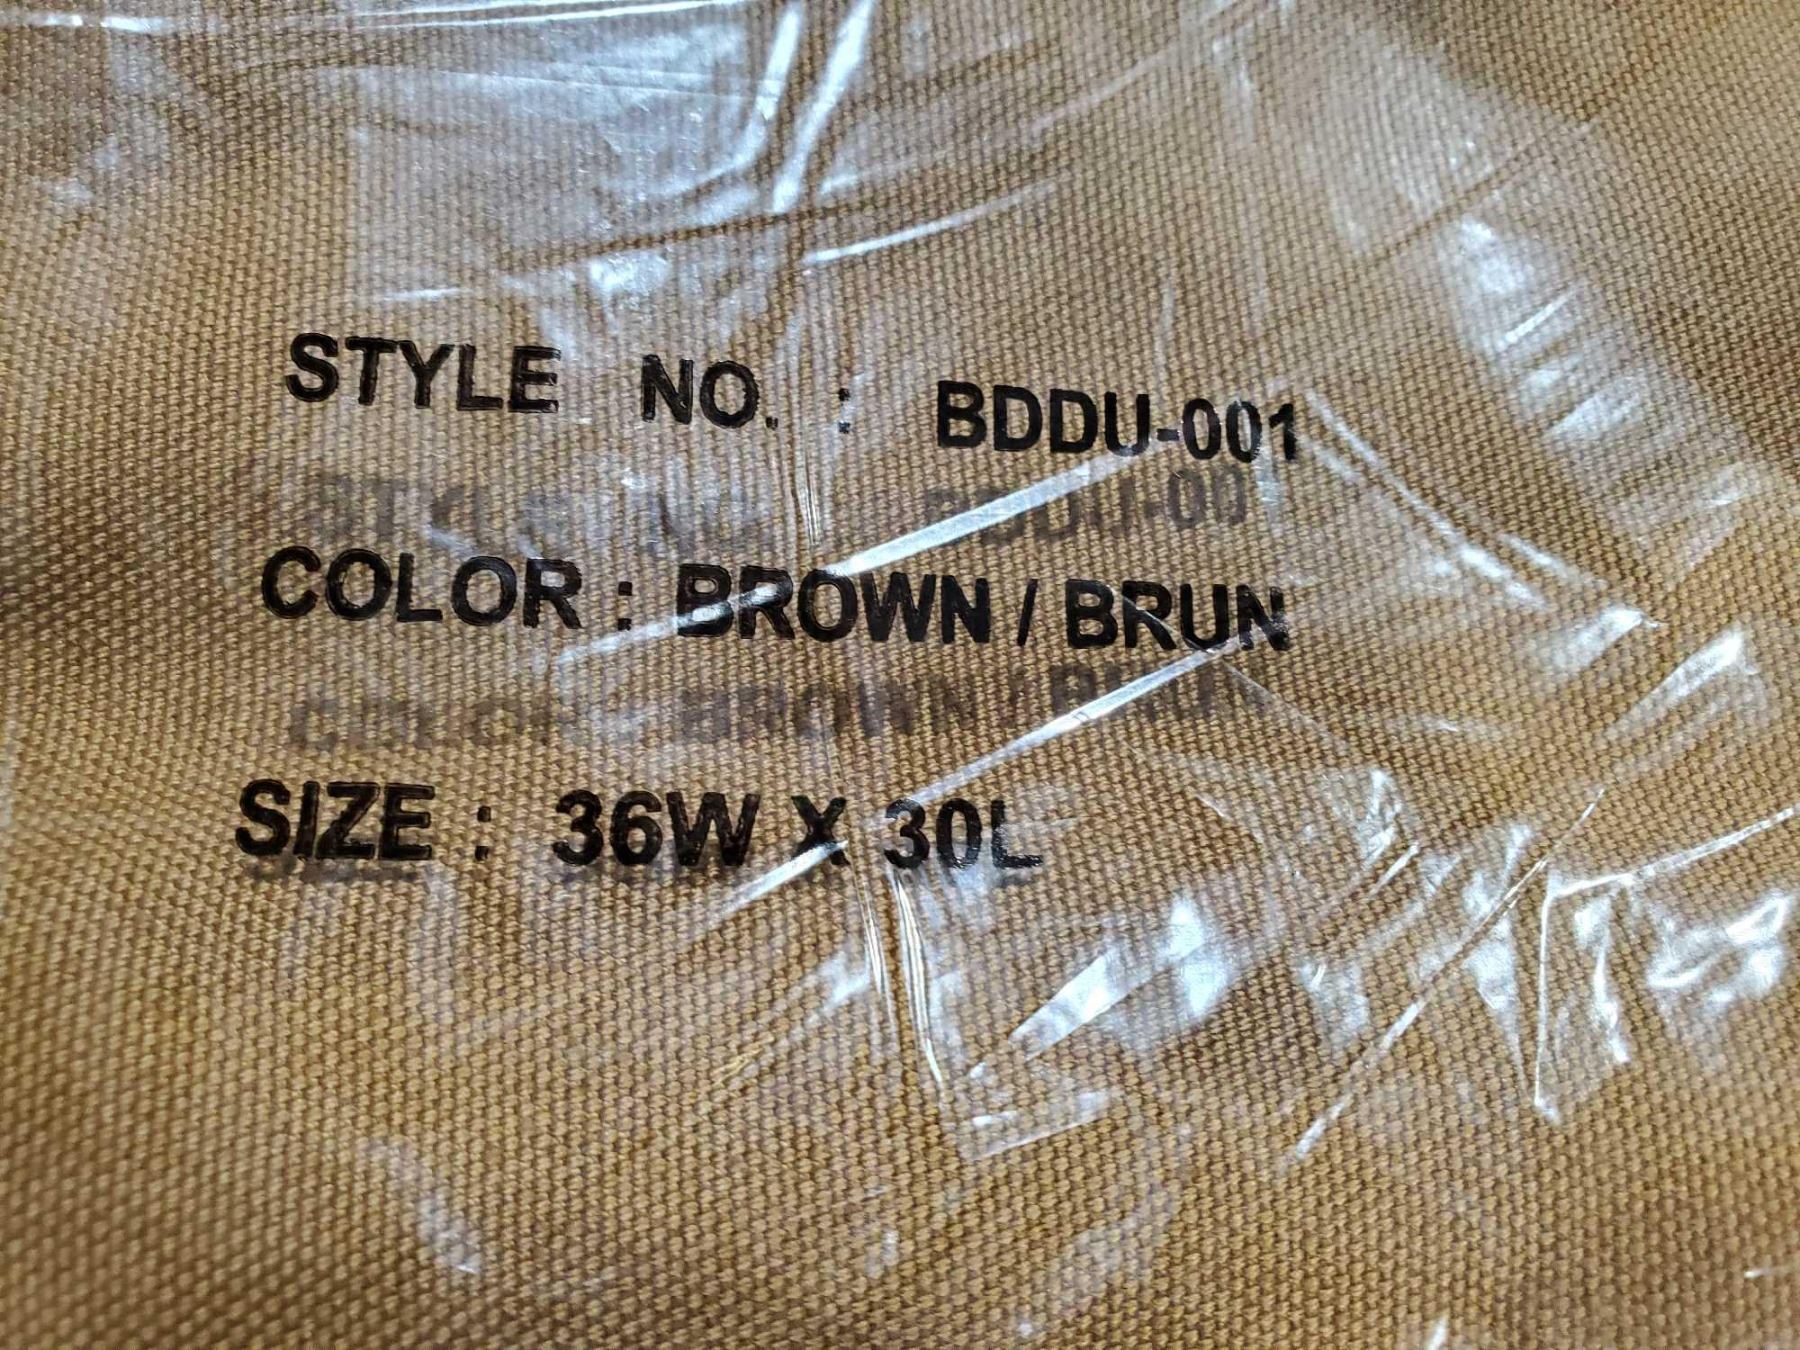 STYLE NO. : BDDU-001
COLOR : BROWN / BRUN
SIZE : 36W X 30L